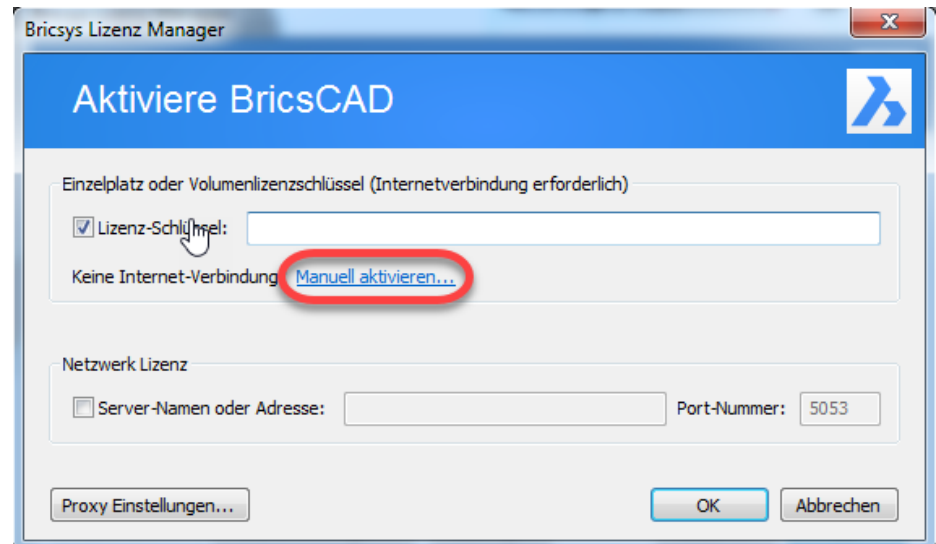 Bricsys Lizenz Manager
Aktiviere BricsCAD
Einzelplatz oder Volumenlizenzschlüssel (Internetverbindung erforderlich)
Lizenz-Schlüssel:
Keine Internet-Verbindung Manuell aktivieren...
Netzwerk Lizenz
Server-Namen oder Adresse: Port-Nummer: 5053
Proxy Einstellungen... OK Abbrechen